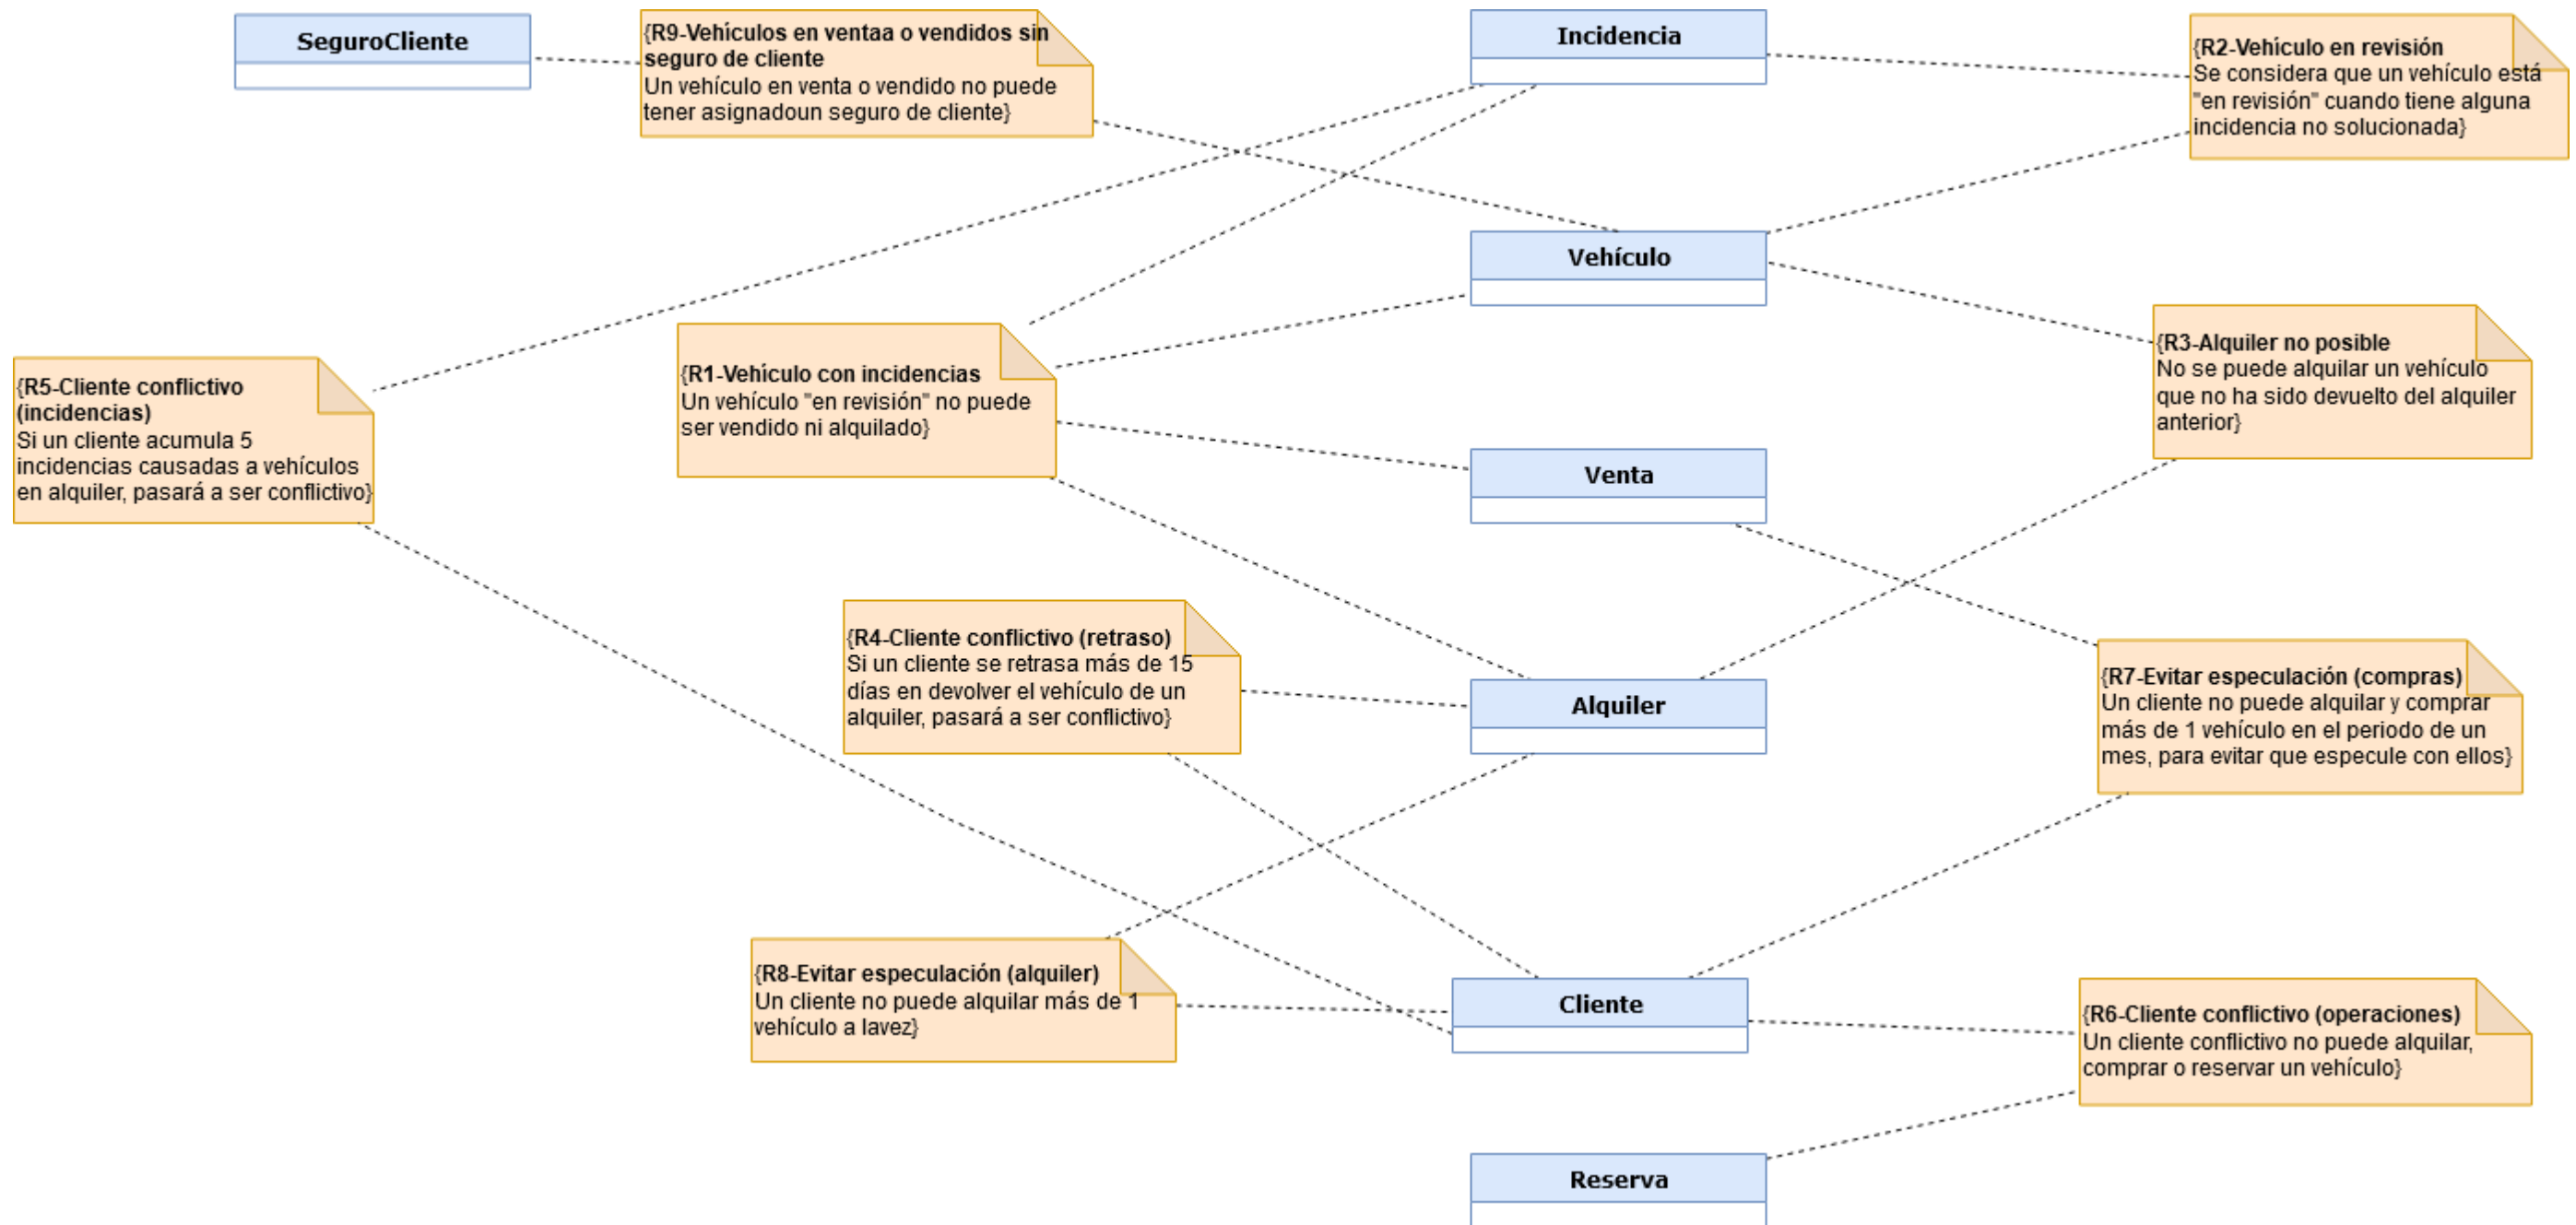 SeguroCliente
{R9-Vehículos en ventaa o vendidos sin
seguro de cliente
Un vehículo en venta o vendido no puede
tener asignadoun seguro de cliente}
Incidencia
{R2-Vehículo en revisión
Se considera que un vehículo está
"en revisión" cuando tiene alguna
incidencia no solucionada}
Vehículo
{R3-Alquiler no posible
No se puede alquilar un vehículo
que no ha sido devuelto del alquiler
anterior}
{R5-Cliente conflictivo
(incidencias)
Si un cliente acumula 5
incidencias causadas a vehículos
en alquiler, pasará a ser conflictivo}
{R1-Vehículo con incidencias
Un vehículo "en revisión" no puede
ser vendido ni alquilado}
Venta
{R4-Cliente conflictivo (retraso)
Si un cliente se retrasa más de 15
días en devolver el vehículo de un
alquiler, pasará a ser conflictivo}
Alquiler
{R7-Evitar especulación (compras)
Un cliente no puede alquilar y comprar
más de 1 vehículo en el periodo de un
mes, para evitar que especule con ellos}
{R8-Evitar especulación (alquiler)
Un cliente no puede alquilar más de 1
vehículo a lavez}
Cliente
{R6-Cliente conflictivo (operaciones)
Un cliente conflictivo no puede alquilar,
comprar o reservar un vehículo}
Reserva